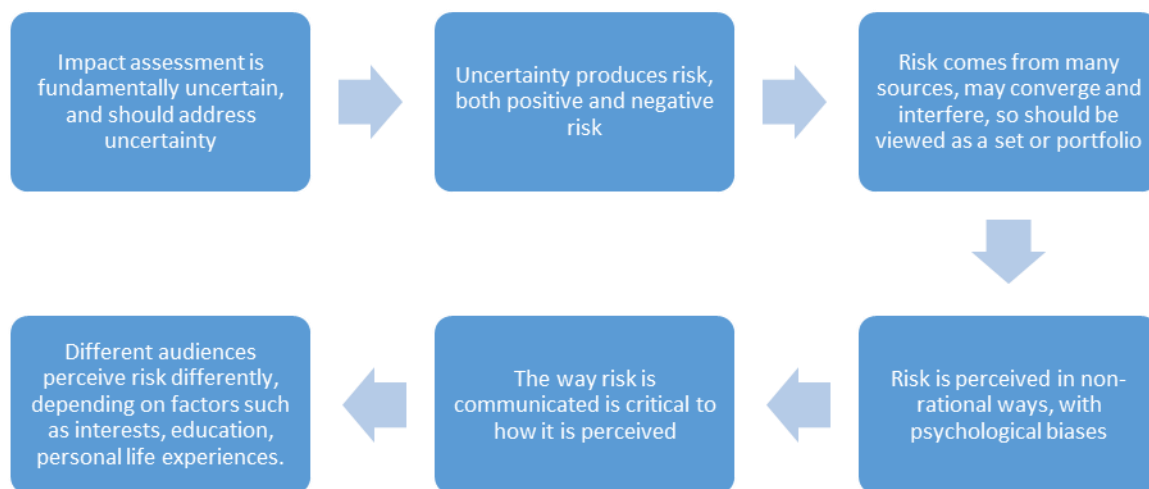 Impact assessment is
fundamentally uncertain,
and should address
uncertainty
Uncertainty produces risk,
both positive and negative
risk
Risk comes from many
sources, may converge and
interfere, so should be
viewed as a set or portfolio
Risk is perceived in non-
rational ways, with
psychological biases
The way risk is
communicated is critical to
how it is perceived
Different audiences
perceive risk differently,
depending on factors such
as interests, education,
personal life experiences.